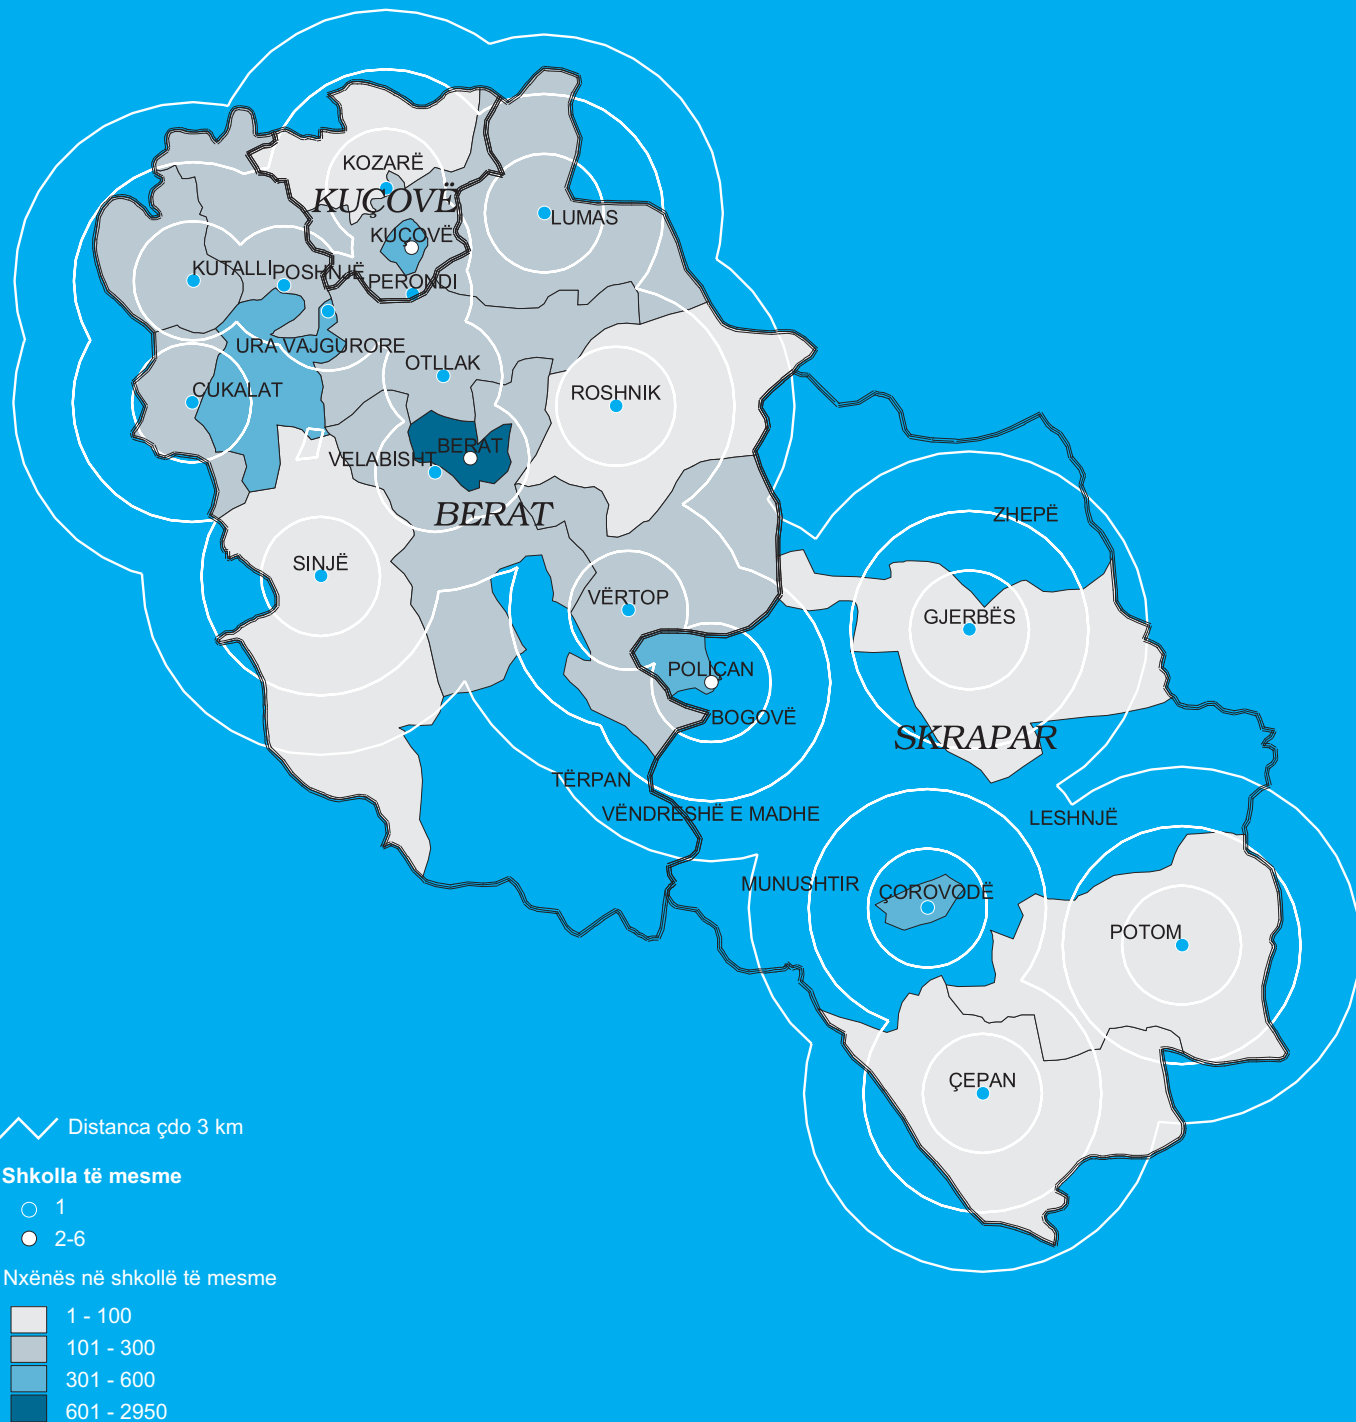 KOZARË
KUÇOVË
LUMAS
KUÇOVË
KUTALLI
POSHNJË
PERONDI
URA VAJGURORE
OTLLAK
CUKALAT
ROSHNIK
BERAT
VELABISHT
BERAT
ZHEPË
SINJË
VËRTOP
GJERBËS
POLIÇAN
BOGOVË
SKRAPAR
TËRPAN
VËNDRESHË E MADHE
LESHNJË
MUNUSHTIR
ÇOROVODË
POTOM
ÇEPAN
Distanca çdo 3 km
Shkolla të mesme
1
2-6
Nxënës në shkollë të mesme
1 - 100
101 - 300
301 - 600
601 - 2950